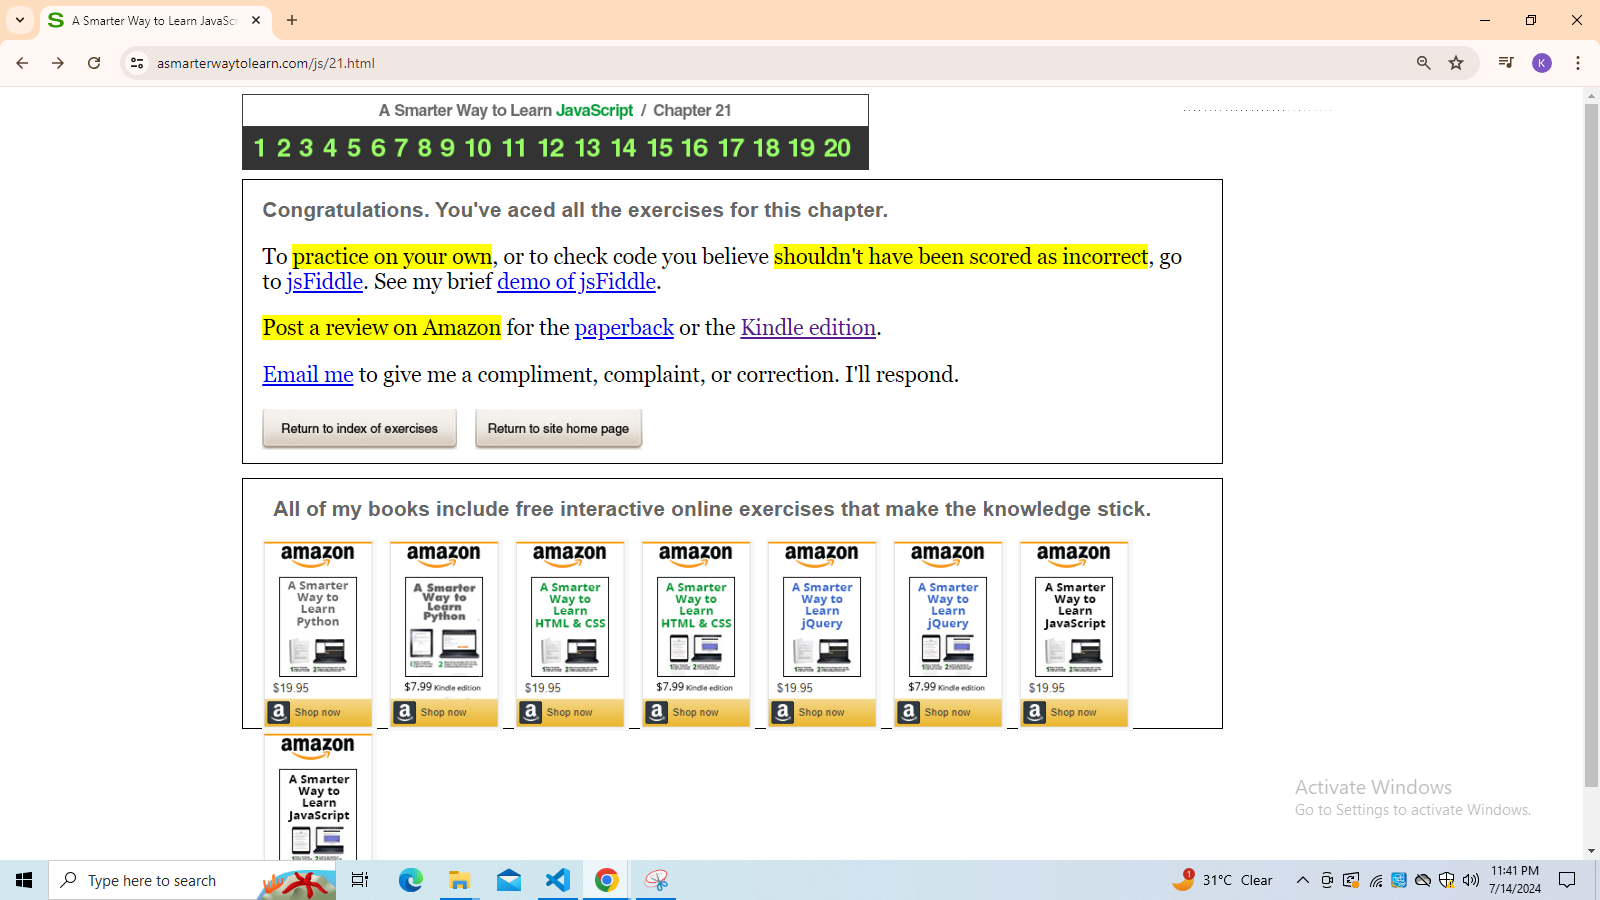 A Smarter Way to Learn JavaSc
asmarterwaytolearn.com/js/21.html
K
A Smarter Way to Learn JavaScript / Chapter 21
1 2 3 4 5 6 7 8 9 10 11 12 13 14 15 16 17 18 19 20
Congratulations. You've aced all the exercises for this chapter.
To practice on your own, or to check code you believe shouldn't have been scored as incorrect, go
to jsFiddle. See my brief demo of jsFiddle.
Post a review on Amazon for the paperback or the Kindle edition.
Email me to give me a compliment, complaint, or correction. I'll respond.
Return to index of exercises Return to site home page
All of my books include free interactive online exercises that make the knowledge stick.
amazon
A Smarter
Way to
Learn
Python
$19.95
a Shop now
amazon
A Smarter
Way to
Learn
Python
$7.99 Kindle edition
a Shop now
amazon
A Smarter
Way to
Learn
HTML & CSS
$19.95
a Shop now
amazon
A Smarter
Way to
Learn
HTML & CSS
$7.99 Kindle edition
a Shop now
amazon
A Smarter
Way to
Learn
jQuery
$19.95
a Shop now
amazon
A Smarter
Way to
Learn
jQuery
$7.99 Kindle edition
a Shop now
amazon
A Smarter
Way to
Learn
JavaScript
$19.95
a Shop now
amazon
A Smarter
Way to
Learn
JavaScript
Activate Windows
Go to Settings to activate Windows.
Type here to search
1
31°C Clear
11:41 PM
7/14/2024